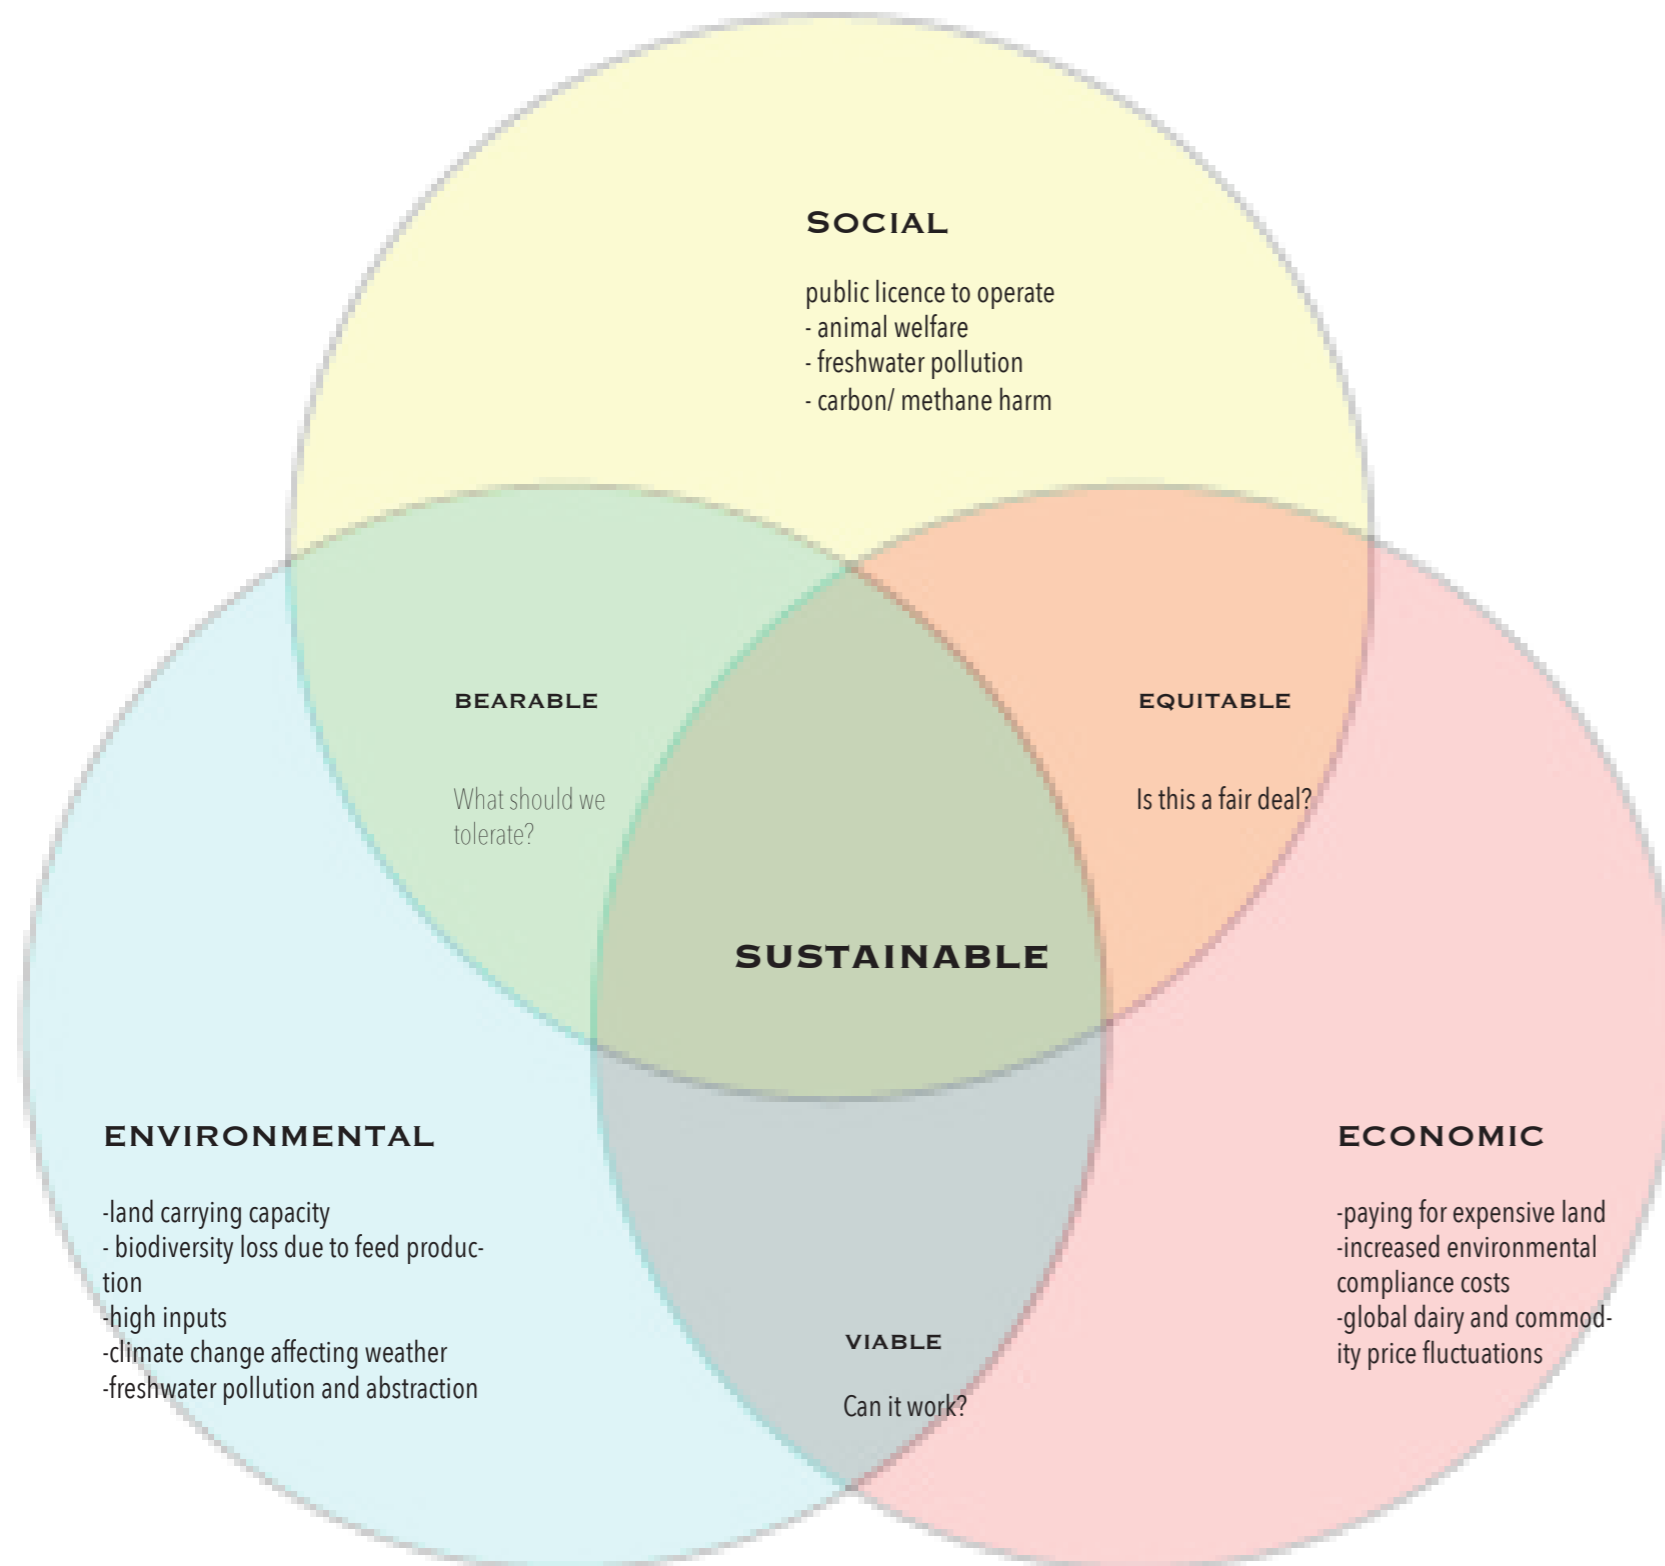 SOCIAL
public licence to operate
- animal welfare
- freshwater pollution
- carbon/ methane harm
BEARABLE
What should we
tolerate?
EQUITABLE
Is this a fair deal?
SUSTAINABLE
ENVIRONMENTAL
-land carrying capacity
- biodiversity loss due to feed produc-
tion
-high inputs
-climate change affecting weather
-freshwater pollution and abstraction
ECONOMIC
-paying for expensive land
-increased environmental
compliance costs
-global dairy and commod-
ity price fluctuations
VIABLE
Can it work?